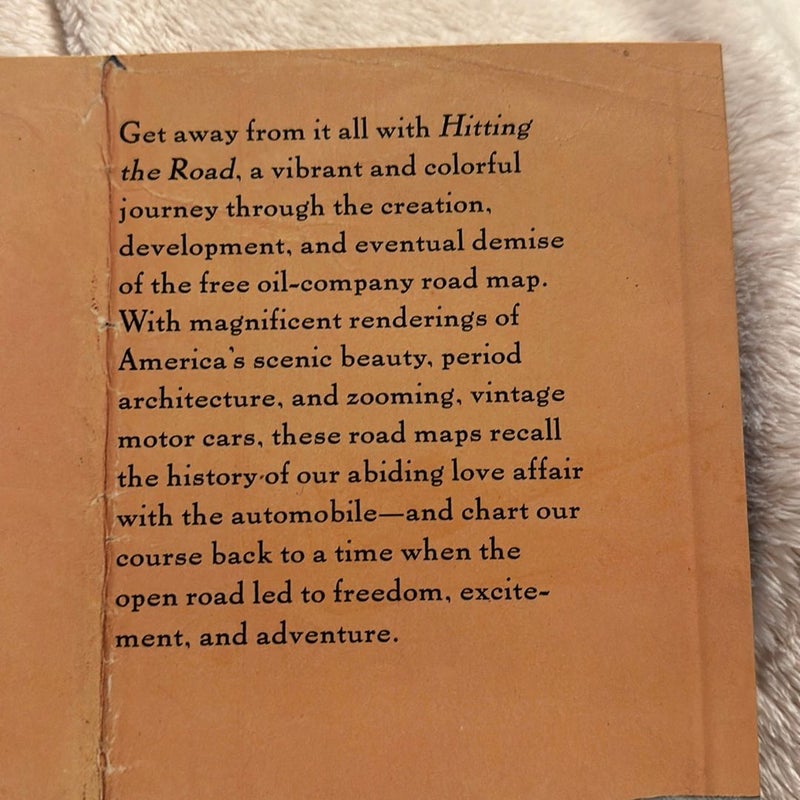 Get away from it all with Hitting
the Road, a vibrant and colorful
journey through the creation,
development, and eventual demise
of the free oil-company road map.
With magnificent renderings of
America's scenic beauty, period
architecture, and zooming, vintage
motor cars, these road maps recall
the history of our abiding love affair
with the automobile—and chart our
course back to a time when the
open road led to freedom, excite-
ment, and adventure.